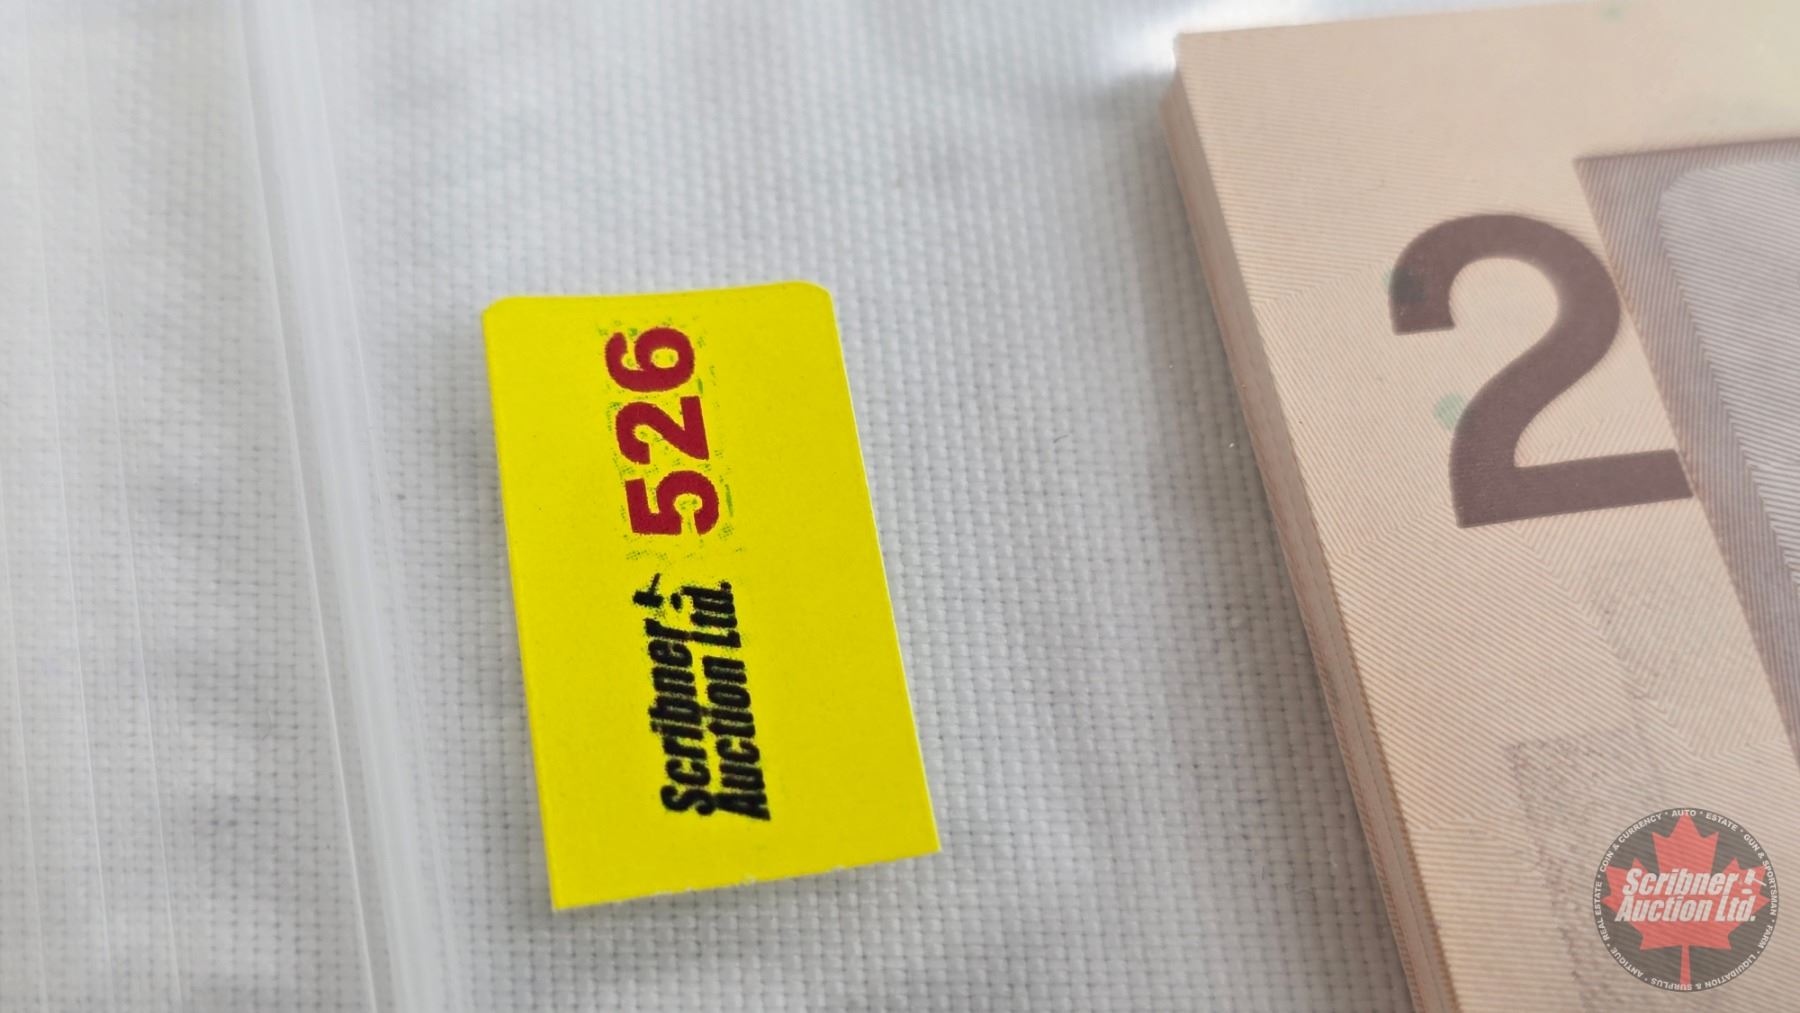 526
Scribner
Auction Ltd.
2
COIN & CURRENCY • AUTO • ESTATE • GUN & SPORTSMAN • FARM • LIQUIDATION & SURPLUS • ANTIQUE • REAL ESTATE
Scribner
Auction Ltd.